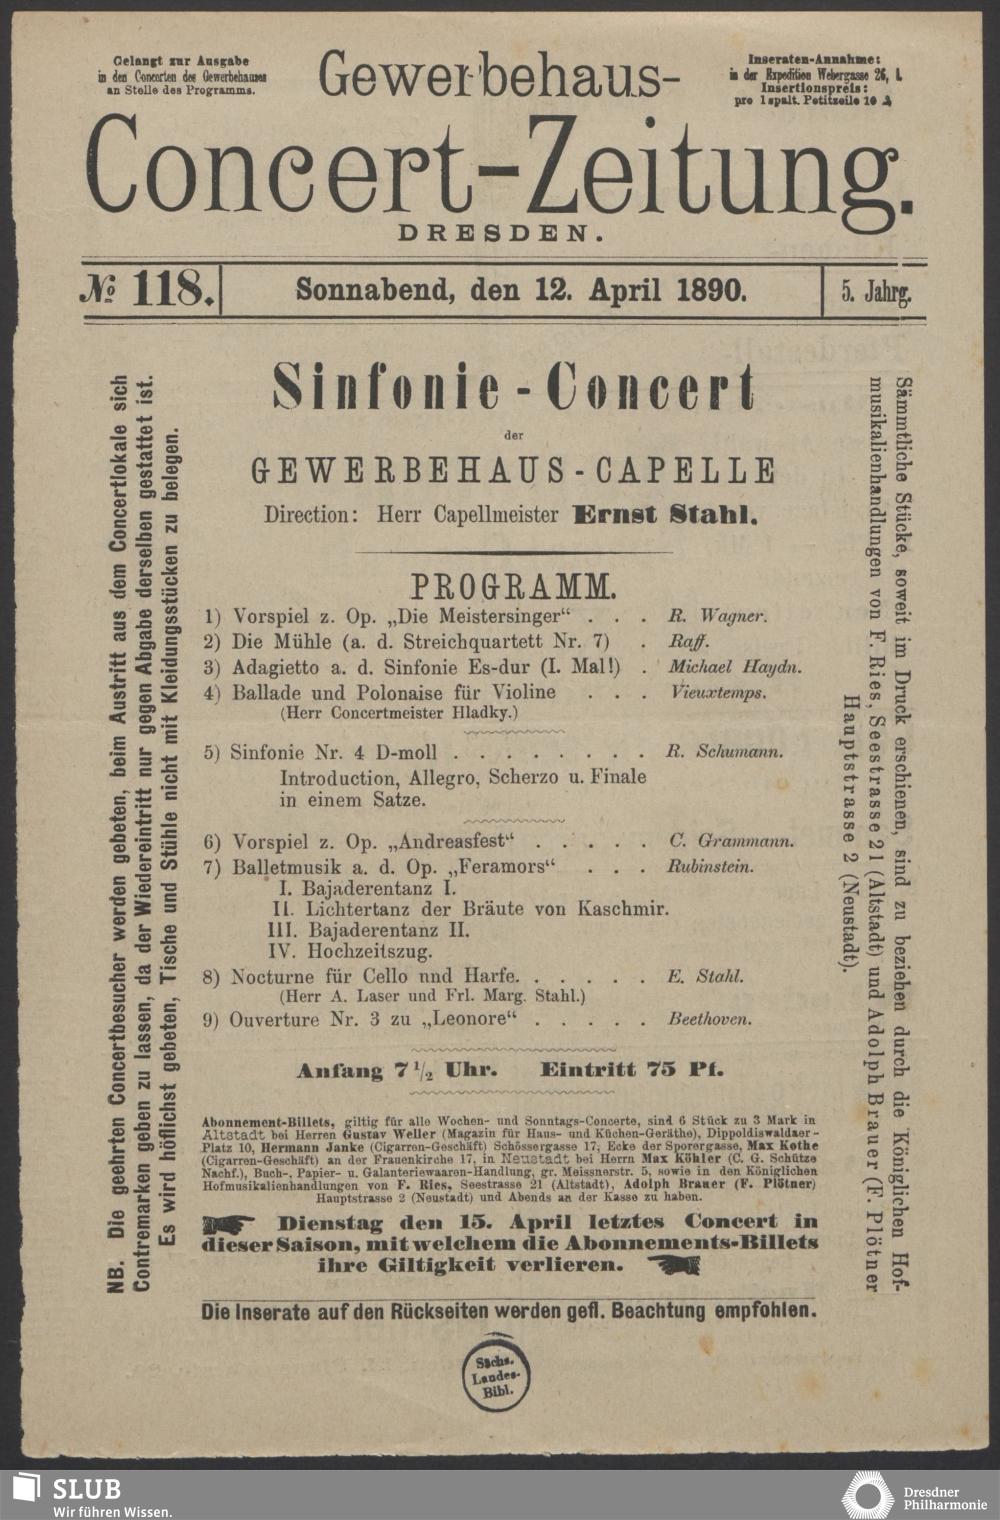 Gelangt zur Ausgabe
in den Concerten des Gewerbehauses
an Stelle des Programms.
Gewerbehaus-
Inseraten-Annahme:
in der Expedition Webergasse 26, I.
Insertionspreis:
pro 1spalt. Petitzeile 10 ₰
Concert-Zeitung.
DRESDEN.
№ 118.
Sonnabend, den 12. April 1890.
5. Jahrg.
NB. Die geehrten Concertbesucher werden gebeten, beim Austritt aus dem Concertlokale sich
Contremarken geben zu lassen, da der Wiedereintritt nur gegen Abgabe derselben gestattet ist.
Es wird höflichst gebeten, Tische und Stühle nicht mit Kleidungsstücken zu belegen.
Sinfonie-Concert
der
GEWERBEHAUS-CAPELLE
Direction: Herr Capellmeister Ernst Stahl.
PROGRAMM.
1) Vorspiel z. Op. „Die Meistersinger“ . . . R. Wagner.
2) Die Mühle (a. d. Streichquartett Nr. 7) . Raff.
3) Adagietto a. d. Sinfonie Es-dur (I. Mal!) . Michael Haydn.
4) Ballade und Polonaise für Violine . . . Vieuxtemps.
(Herr Concertmeister Hladky.)
5) Sinfonie Nr. 4 D-moll . . . . . . . . R. Schumann.
Introduction, Allegro, Scherzo u. Finale
in einem Satze.
6) Vorspiel z. Op. „Andreasfest“ . . . . . C. Grammann.
7) Balletmusik a. d. Op. „Feramors“ . . . Rubinstein.
I. Bajaderentanz I.
II. Lichtertanz der Bräute von Kaschmir.
III. Bajaderentanz II.
IV. Hochzeitszug.
8) Nocturne für Cello nnd Harfe. . . . . . E. Stahl.
(Herr A. Laser und Frl. Marg. Stahl.)
9) Ouverture Nr. 3 zu „Leonore“ . . . . . Beethoven.
Anfang 7 1/2 Uhr. Eintritt 75 Pf.
Abonnement-Billets, giltig für alle Wochen- und Sonntags-Concerte, sind 6 Stück zu 3 Mark in
Altstadt bei Herren Gustav Weller (Magazin für Haus- und Küchen-Geräthe), Dippoldiswaldaer-
Platz 10, Hermann Janke (Cigarren-Geschäft) Schössergasse 17, Ecke der Sporergasse, Max Kothe
(Cigarren-Geschäft) an der Frauenkirche 17, in Neustadt bei Herrn Max Köhler (C. G. Schütze
Nachf.), Buch-, Papier- u. Galanteriewaaren-Handlung, gr. Meissnerstr. 5, sowie in den Königlichen
Hofmusikalienhandlungen von F. Ries, Seestrasse 21 (Altstadt), Adolph Brauer (F. Plötner)
Hauptstrasse 2 (Neustadt) und Abends an der Kasse zu haben.
Dienstag den 15. April letztes Concert in
dieser Saison, mit welchem die Abonnements-Billets
ihre Giltigkeit verlieren.
Die Inserate auf den Rückseiten werden gefl. Beachtung empfohlen.
Sämmtliche Stücke, soweit im Druck erschienen, sind zu beziehen durch die Königlichen Hof-
musikalienhandlungen von F. Ries, Seestrasse 21 (Altstadt) und Adolph Brauer (F. Plötner
Hauptstrasse 2 (Neustadt).
Sächs.
Landes-
Bibl.
SLUB
Wir führen Wissen.
Dresdner
Philharmonie